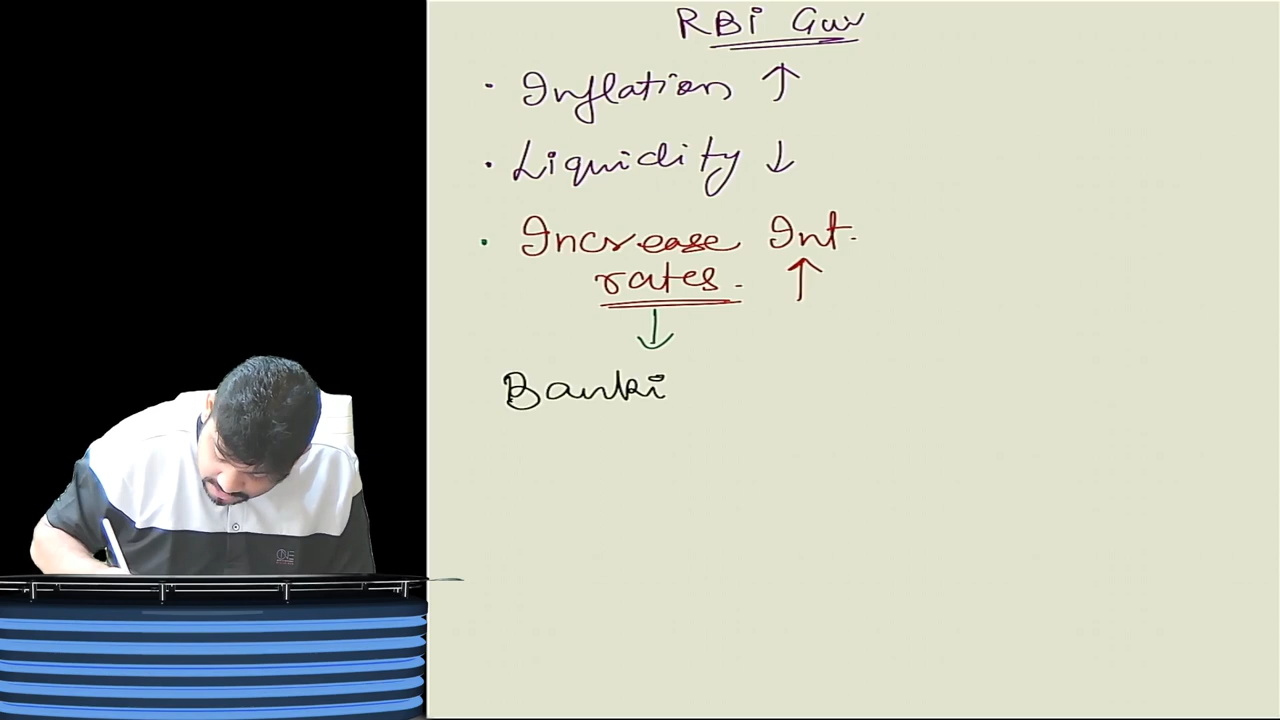 RBi Gov
· Inflation ↑
· Liquidity ↓
· Increase Int.
rates. ↑
↓
Banki